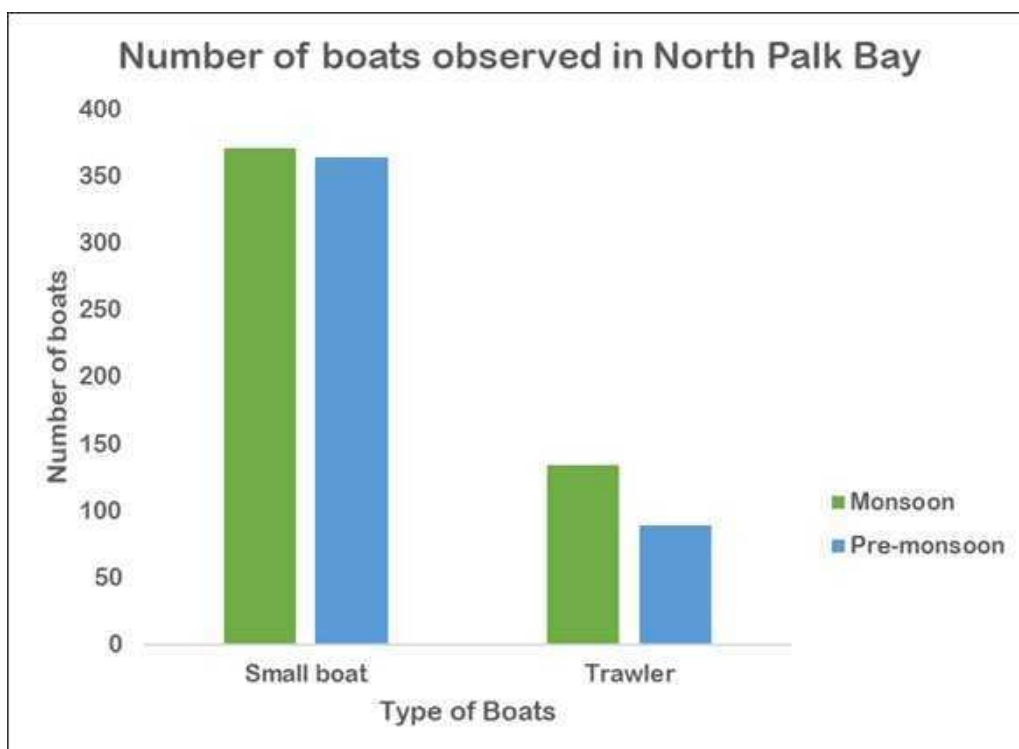 Number of boats observed in North Palk Bay
400
350
300
250
200
150
100
50
0
Number of boats
Small boat
Trawler
Type of Boats
Monsoon
Pre-monsoon